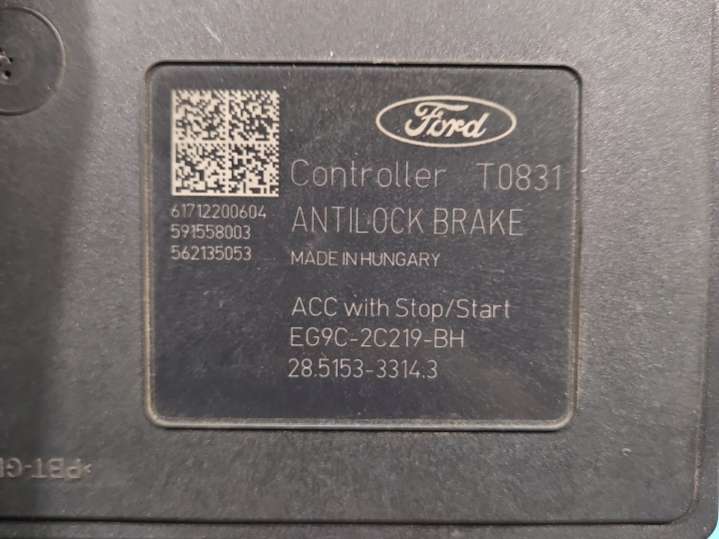 Ford
Controller T0831
ANTILOCK BRAKE
MADE IN HUNGARY
61712200604
591558003
562135053
ACC with Stop/Start
EG9C-2C219-BH
28.5153-3314.3
>PBT-G